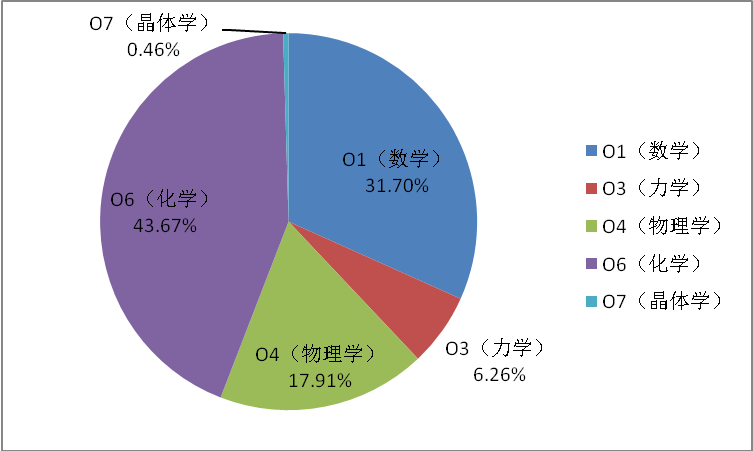 O7（晶体学）
0.46%
O1（数学）
31.70%
O6（化学）
43.67%
O4（物理学）
17.91%
O3（力学）
6.26%
O1（数学）
O3（力学）
O4（物理学）
O6（化学）
O7（晶体学）